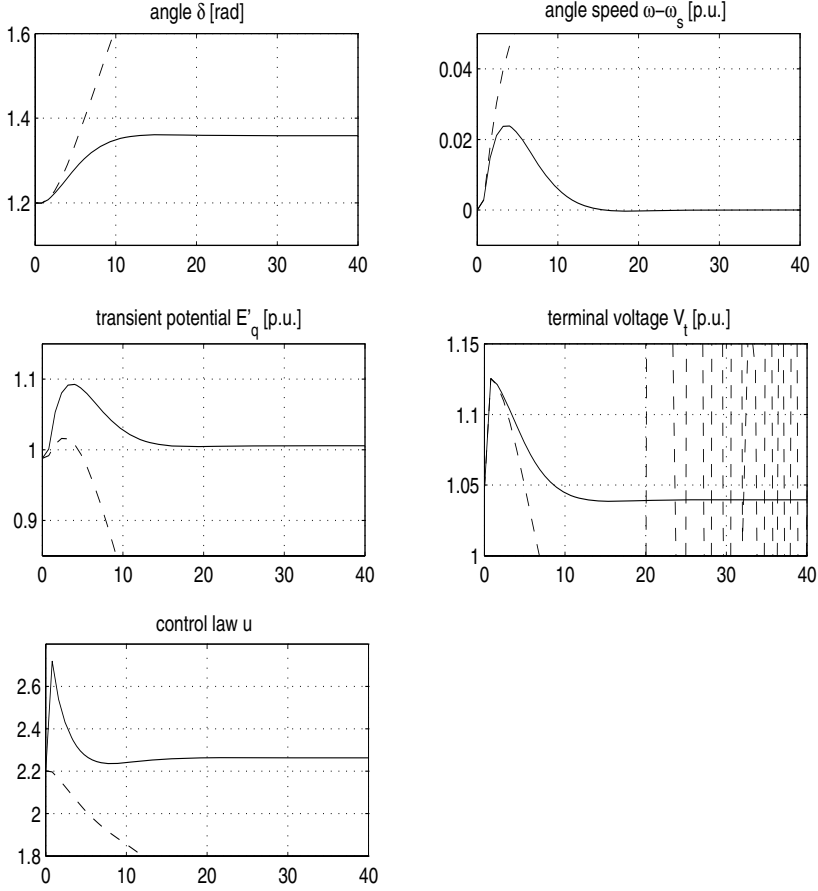 angle δ [rad]
1.6
1.4
1.2
0 10 20 30 40
angle speed ω−ωs [p.u.]
0.04
0.02
0
0 10 20 30 40
transient potential E'q [p.u.]
1.1
1
0.9
0 10 20 30 40
terminal voltage Vt [p.u.]
1.15
1.1
1.05
1
0 10 20 30 40
control law u
2.6
2.4
2.2
2
1.8
0 10 20 30 40